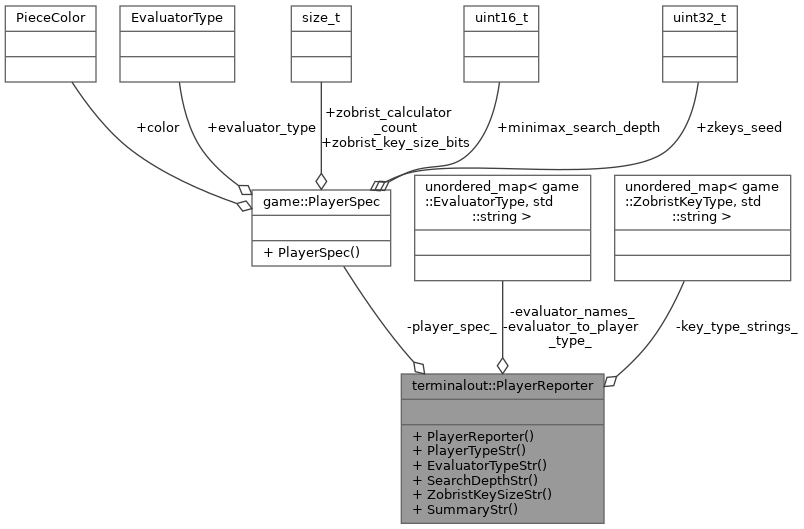 PieceColor
EvaluatorType
size_t
uint16_t
uint32_t
+color
+evaluator_type
+zobrist_calculator
_count
+zobrist_key_size_bits
+minimax_search_depth
+zkeys_seed
game::PlayerSpec
+ PlayerSpec()
unordered_map< game
::EvaluatorType, std
::string >
unordered_map< game
::ZobristKeyType, std
::string >
-player_spec_
-evaluator_names_
-evaluator_to_player
_type_
-key_type_strings_
terminalout::PlayerReporter
+ PlayerReporter()
+ PlayerTypeStr()
+ EvaluatorTypeStr()
+ SearchDepthStr()
+ ZobristKeySizeStr()
+ SummaryStr()